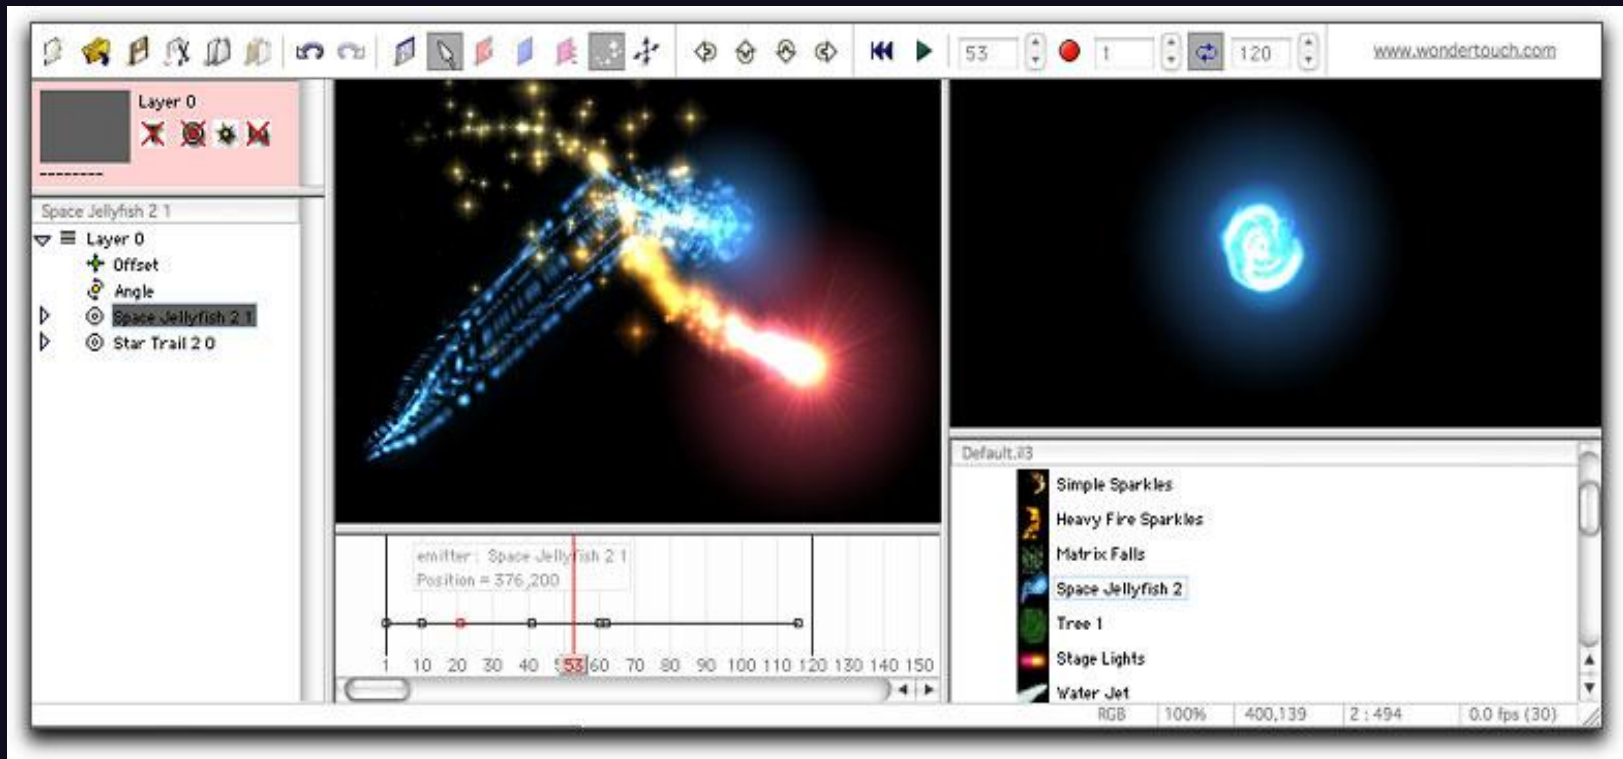 53
1
120
www.wondertouch.com
Layer 0
--------
Space Jellyfish 2 1
Layer 0
Offset
Angle
Space Jellyfish 2 1
Star Trail 2 0
emitter: Space Jellyfish 2 1
Position = 376,200
1 10 20 30 40 53 60 70 80 90 100 110 120 130 140 150
Default.il3
Simple Sparkles
Heavy Fire Sparkles
Matrix Falls
Space Jellyfish 2
Tree 1
Stage Lights
Water Jet
RGB 100% 400,139 2:494 0.0 fps (30)